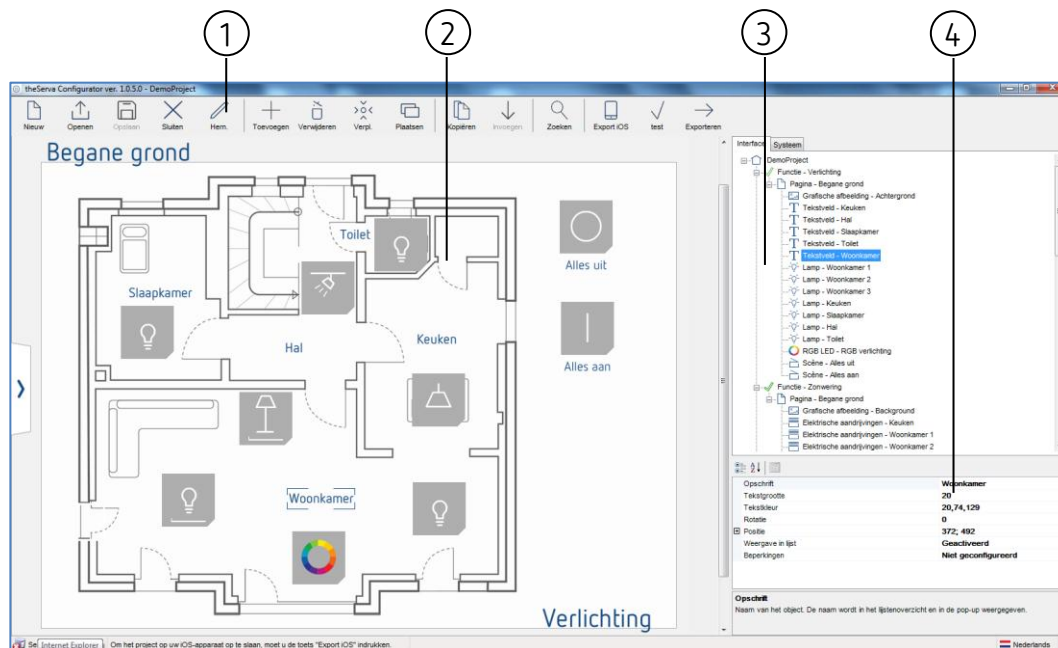 1 2 3 4
theServa Configurator ver. 1.0.5.0 - DemoProject
Nieuw Openen Opslaan Sluiten Hern. Toevoegen Verwijderen Verpl. Plaatsen Kopiëren Invoegen Zoeken Export iOS test Exporteren
Begane grond
Toilet
Slaapkamer
Hal
Keuken
Woonkamer
Alles uit
Alles aan
Verlichting
Interface Systeem
DemoProject
Functie - Verlichting
Pagina - Begane grond
Grafische afbeelding - Achtergrond
T Tekstveld - Keuken
T Tekstveld - Hal
T Tekstveld - Slaapkamer
T Tekstveld - Toilet
T Tekstveld - Woonkamer
Lamp - Woonkamer 1
Lamp - Woonkamer 2
Lamp - Woonkamer 3
Lamp - Keuken
Lamp - Slaapkamer
Lamp - Hal
Lamp - Toilet
RGB LED - RGB verlichting
Scène - Alles uit
Scène - Alles aan
Functie - Zonwering
Pagina - Begane grond
Grafische afbeelding - Background
Elektrische aandrijvingen - Keuken
Elektrische aandrijvingen - Woonkamer 1
Elektrische aandrijvingen - Woonkamer 2
Opschrift Woonkamer
Tekstgrootte 20
Tekstkleur 20,74,129
Rotatie 0
Positie 372; 492
Weergave in lijst Geactiveerd
Beperkingen Niet geconfigureerd
Opschrift
Naam van het object. De naam wordt in het lijstenoverzicht en in de pop-up weergegeven.
Se Internet Explorer Om het project op uw iOS-apparaat op te slaan, moet u de toets "Export iOS" indrukken.
Nederlands